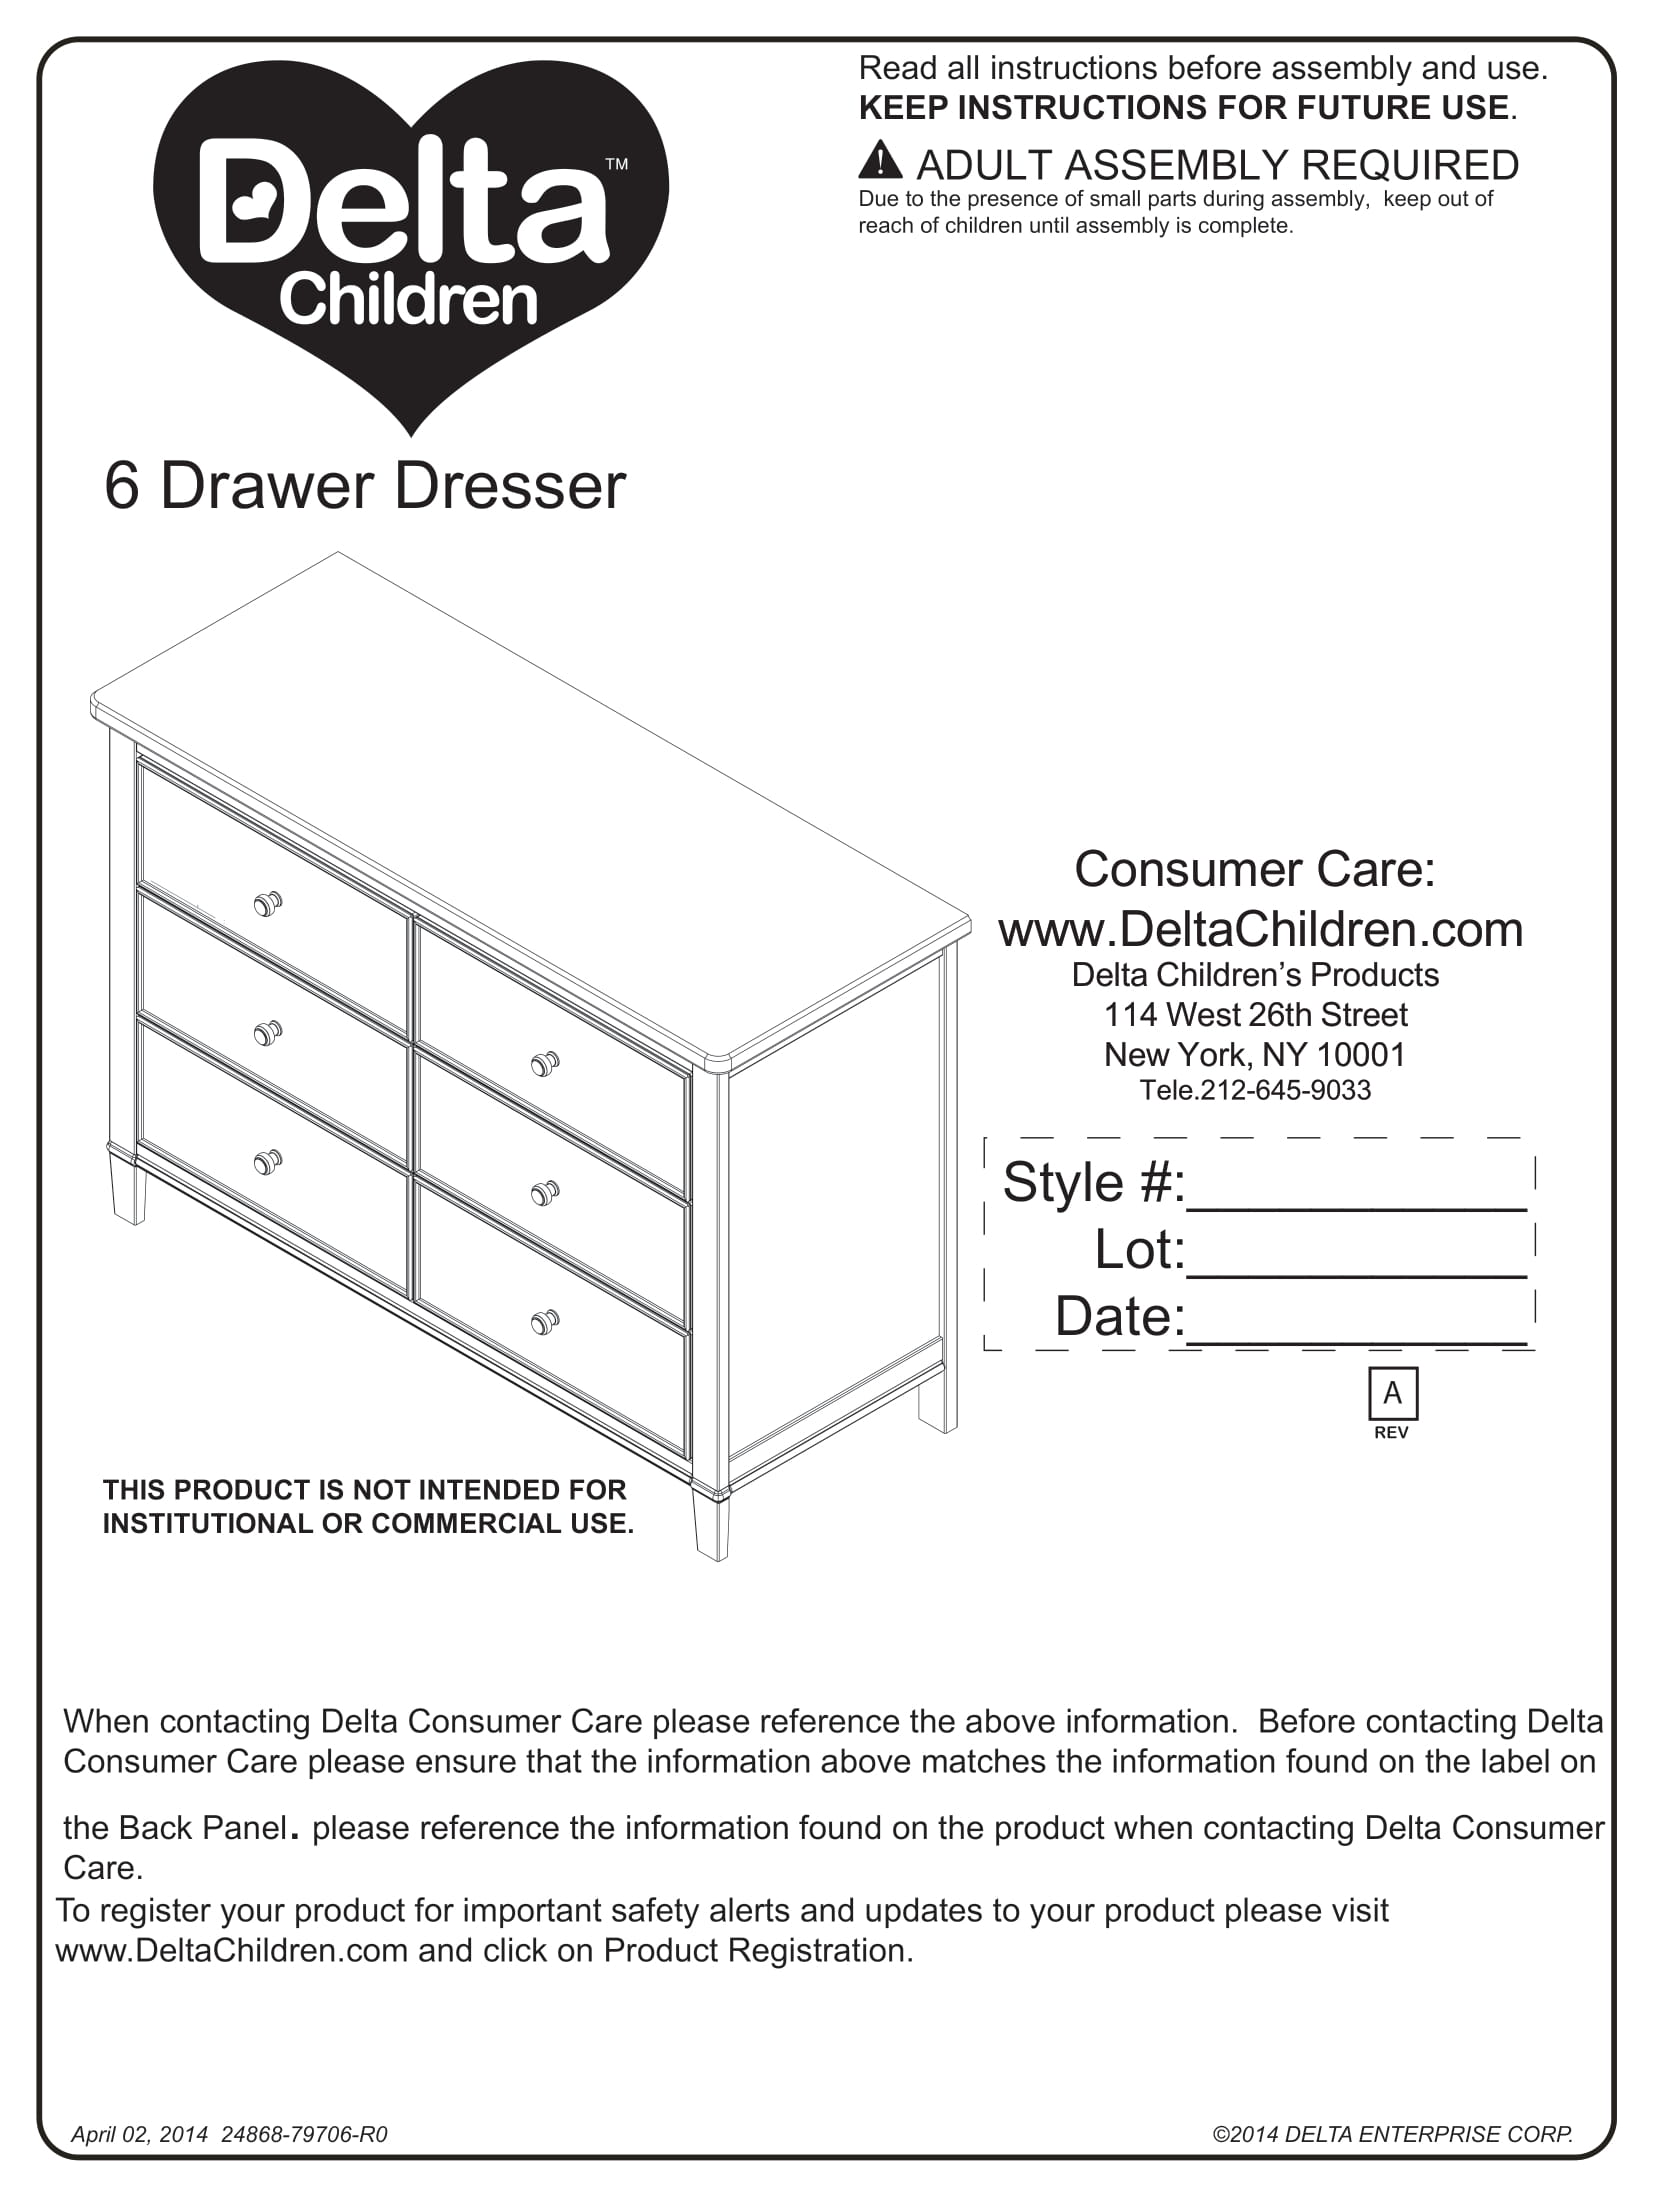 Delta™
Children
Read all instructions before assembly and use.
KEEP INSTRUCTIONS FOR FUTURE USE.
! ADULT ASSEMBLY REQUIRED
Due to the presence of small parts during assembly,  keep out of
reach of children until assembly is complete.
6 Drawer Dresser
Consumer Care:
www.DeltaChildren.com
Delta Children’s Products
114 West 26th Street
New York, NY 10001
Tele.212-645-9033
Style #:
Lot:
Date:
A
REV
THIS PRODUCT IS NOT INTENDED FOR
INSTITUTIONAL OR COMMERCIAL USE.
When contacting Delta Consumer Care please reference the above information.  Before contacting Delta
Consumer Care please ensure that the information above matches the information found on the label on
the Back Panel. please reference the information found on the product when contacting Delta Consumer
Care.
To register your product for important safety alerts and updates to your product please visit
www.DeltaChildren.com and click on Product Registration.
April 02, 2014  24868-79706-R0
©2014 DELTA ENTERPRISE CORP.